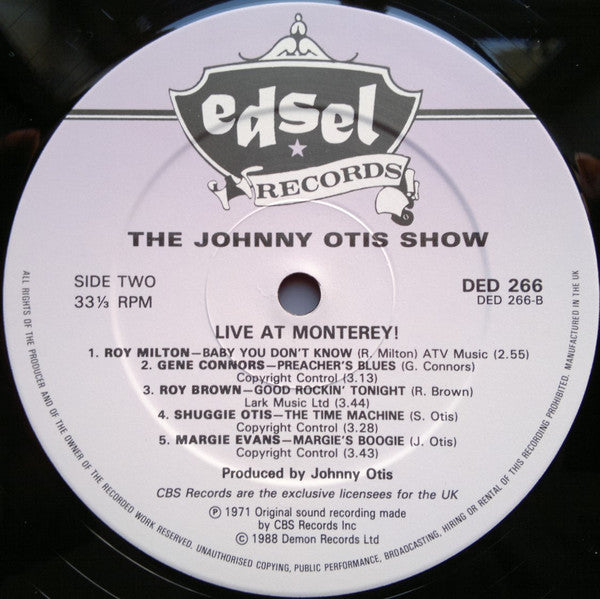 edsel
RECORDS
THE JOHNNY OTIS SHOW
SIDE TWO
33⅓ RPM
DED 266
DED 266-B
LIVE AT MONTEREY!
1. ROY MILTON—BABY YOU DON'T KNOW (R. Milton) ATV Music (2.55)
2. GENE CONNORS—PREACHER'S BLUES (G. Connors)
Copyright Control (3.13)
3. ROY BROWN—GOOD ROCKIN' TONIGHT (R. Brown)
Lark Music Ltd (3.44)
4. SHUGGIE OTIS—THE TIME MACHINE (S. Otis)
Copyright Control (3.28)
5. MARGIE EVANS—MARGIE'S BOOGIE (J. Otis)
Copyright Control (3.43)
Produced by Johnny Otis
CBS Records are the exclusive licensees for the UK
℗ 1971 Original sound recording made
by CBS Records Inc
© 1988 Demon Records Ltd
ALL RIGHTS OF THE PRODUCER AND OF THE OWNER OF THE RECORDED WORK RESERVED. UNAUTHORISED COPYING, PUBLIC PERFORMANCE, BROADCASTING, HIRING OR RENTAL OF THIS RECORDING PROHIBITED. MANUFACTURED IN THE UK